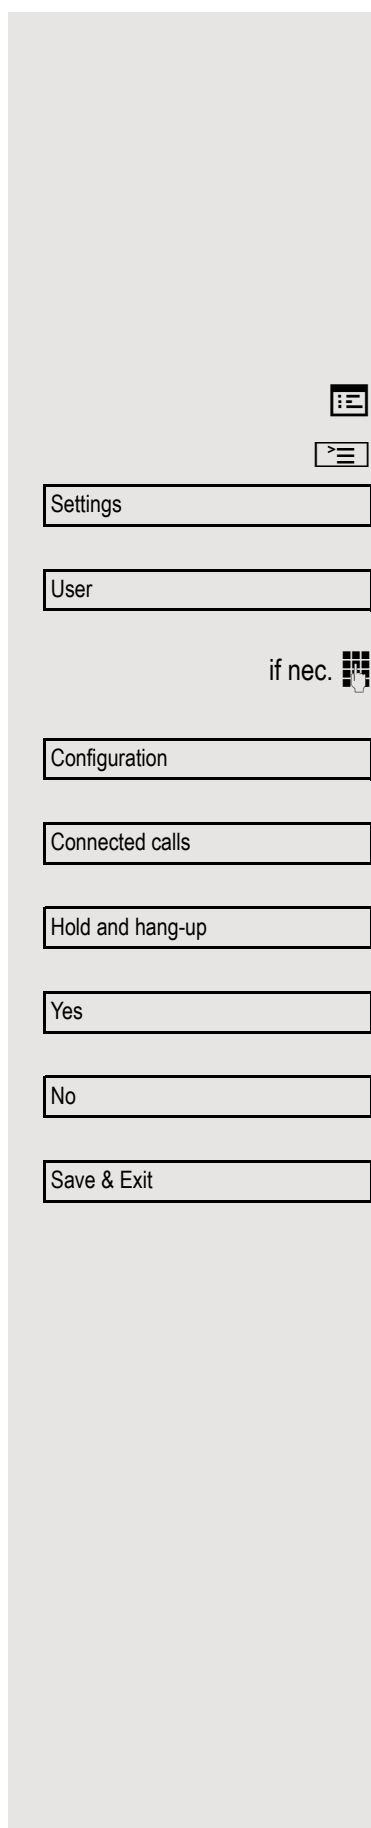 Settings
User
if nec.
Configuration
Connected calls
Hold and hang-up
Yes
No
Save & Exit